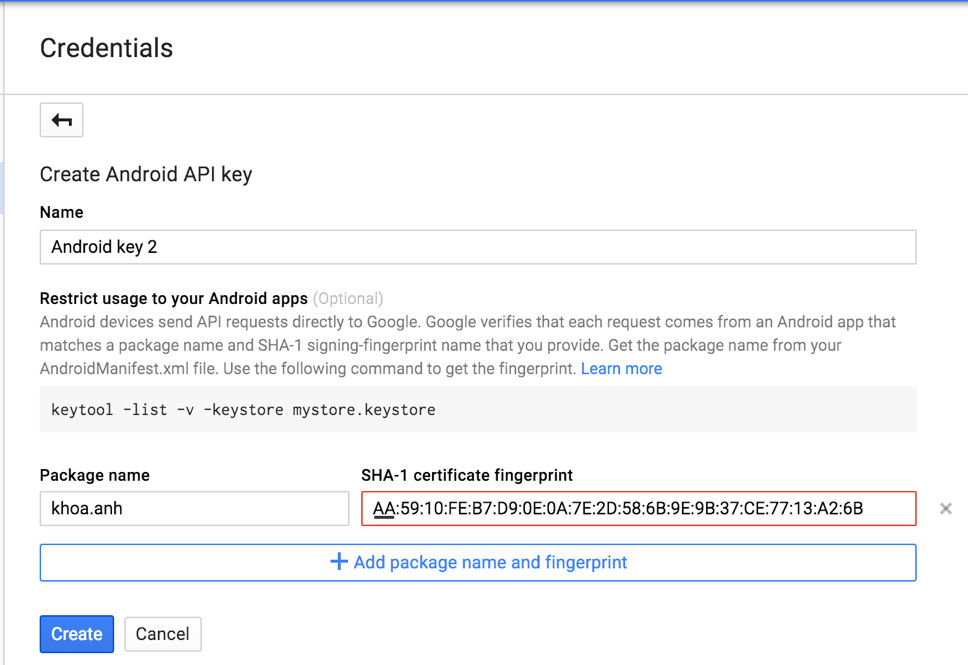 Credentials
Create Android API key
Name
Android key 2
Restrict usage to your Android apps (Optional)
Android devices send API requests directly to Google. Google verifies that each request comes from an Android app that
matches a package name and SHA-1 signing-fingerprint name that you provide. Get the package name from your
AndroidManifest.xml file. Use the following command to get the fingerprint. Learn more
keytool -list -v -keystore mystore.keystore
Package name SHA-1 certificate fingerprint
khoa.anh AA:59:10:FE:B7:D9:0E:0A:7E:2D:58:6B:9E:9B:37:CE:77:13:A2:6B
+ Add package name and fingerprint
Create Cancel